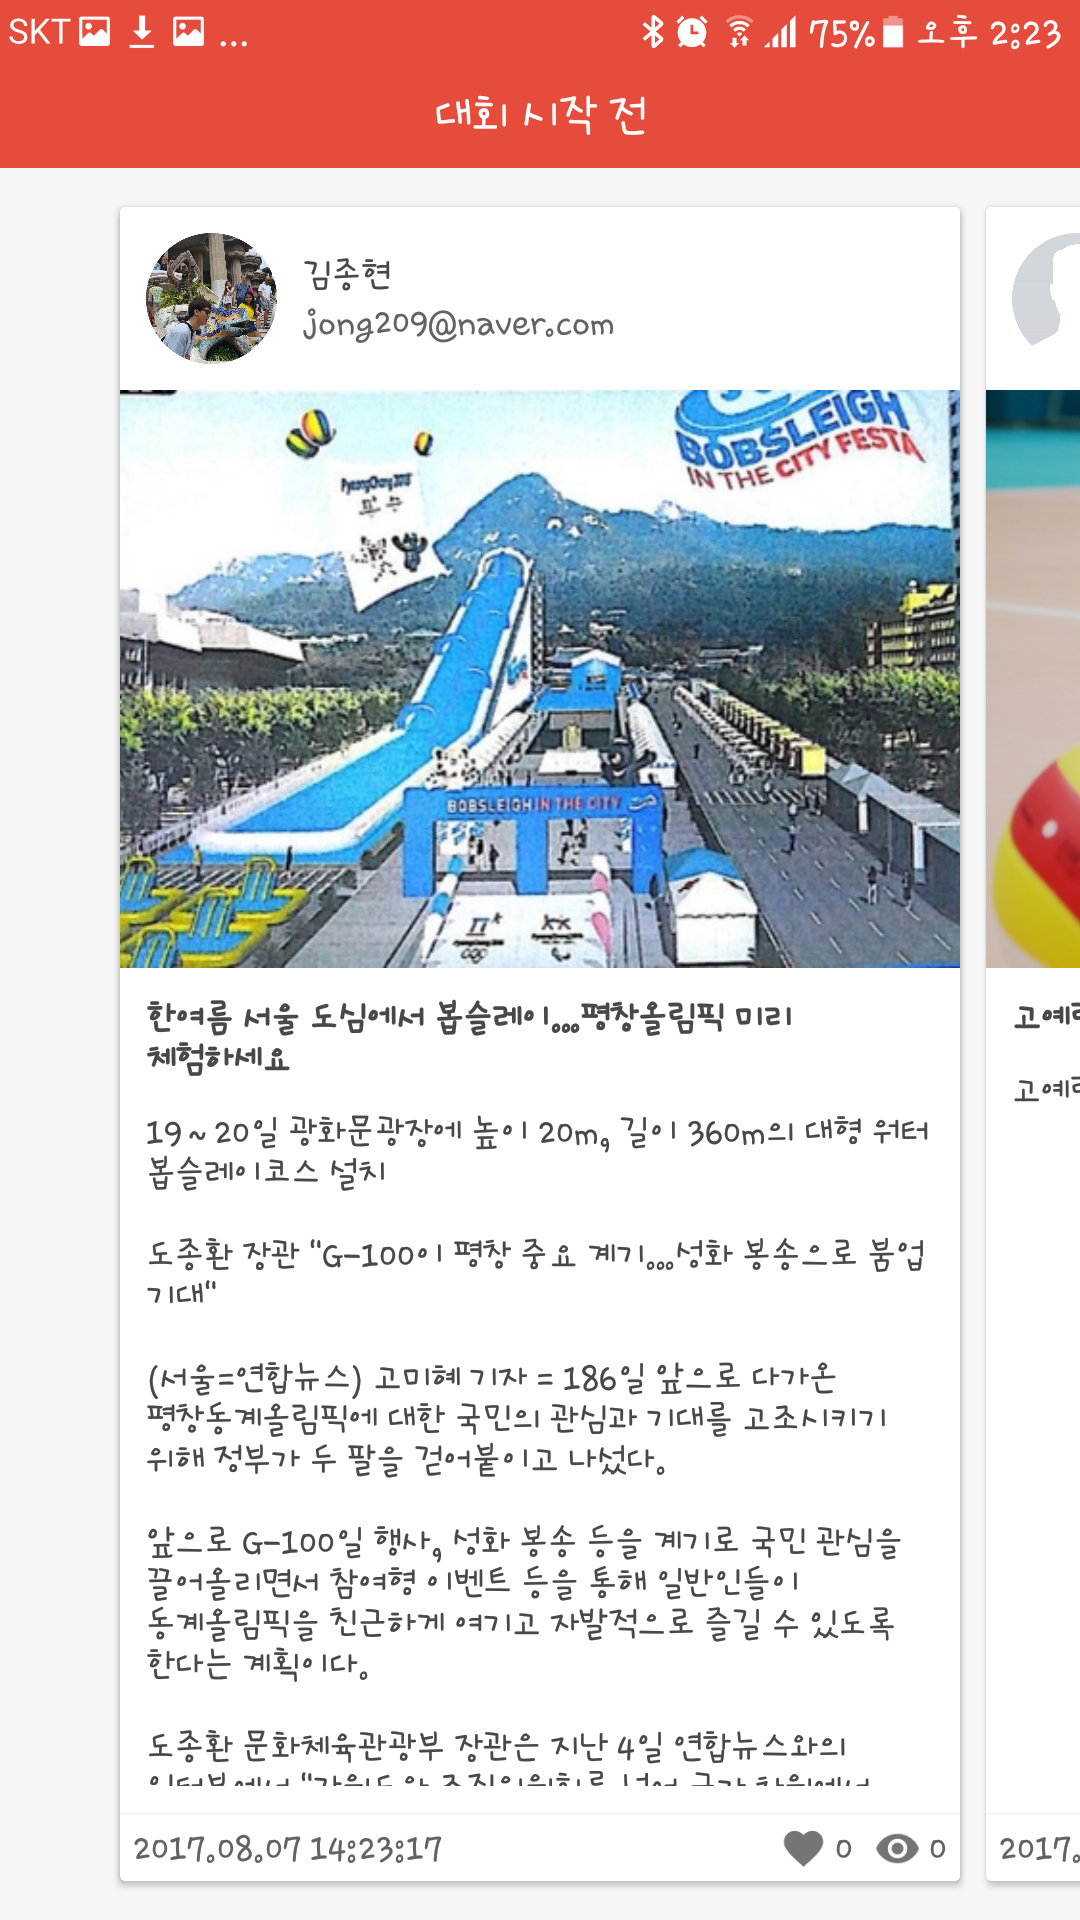 SKT ... 75% 오후 2:23
대회 시작 전
김종현
jong209@naver.com
BOBSLEIGH
IN THE CITY FESTA
PyeongChang 2018
BOBSLEIGH IN THE CITY
한여름 서울 도심에서 봅슬레이...평창올림픽 미리
체험하세요
19~20일 광화문광장에 높이 20m, 길이 360m의 대형 워터
봅슬레이코스 설치
도종환 장관 "G-100이 평창 중요 계기...성화 봉송으로 붐업
기대"
(서울=연합뉴스) 고미혜 기자 = 186일 앞으로 다가온
평창동계올림픽에 대한 국민의 관심과 기대를 고조시키기
위해 정부가 두 팔을 걷어붙이고 나섰다.
앞으로 G-100일 행사, 성화 봉송 등을 계기로 국민 관심을
끌어올리면서 참여형 이벤트 등을 통해 일반인들이
동계올림픽을 친근하게 여기고 자발적으로 즐길 수 있도록
한다는 계획이다.
도종환 문화체육관광부 장관은 지난 4일 연합뉴스와의
2017.08.07 14:23:17 0 0
고예
고예
2017.